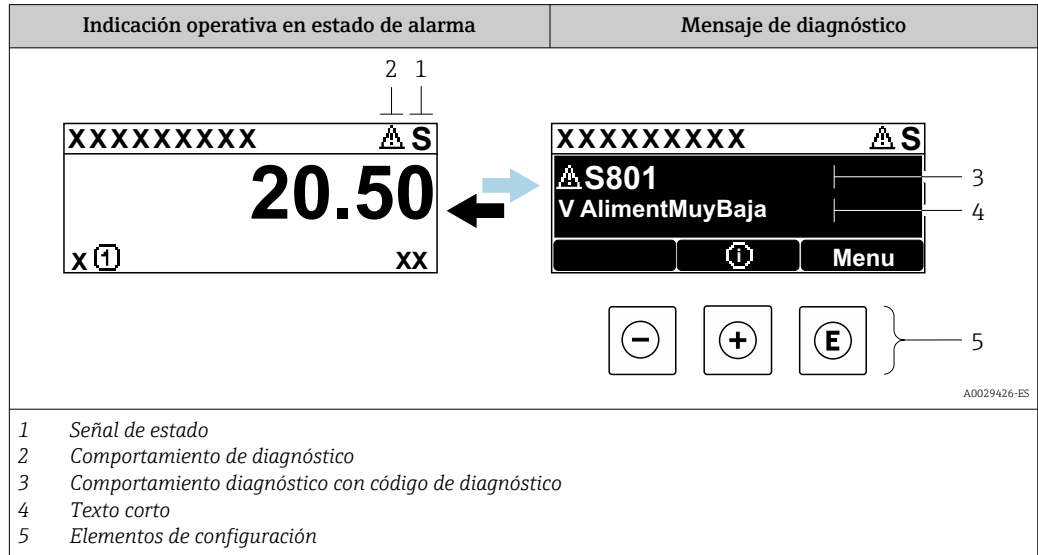 Indicación operativa en estado de alarma
Mensaje de diagnóstico
2 1
XXXXXXXXX ⚠ S
20.50
x 1 XX
XXXXXXXXX ⚠ S
⚠S801
V AlimentMuyBaja
i Menu
3
4
- + E
5
A0029426-ES
1 Señal de estado
2 Comportamiento de diagnóstico
3 Comportamiento diagnóstico con código de diagnóstico
4 Texto corto
5 Elementos de configuración